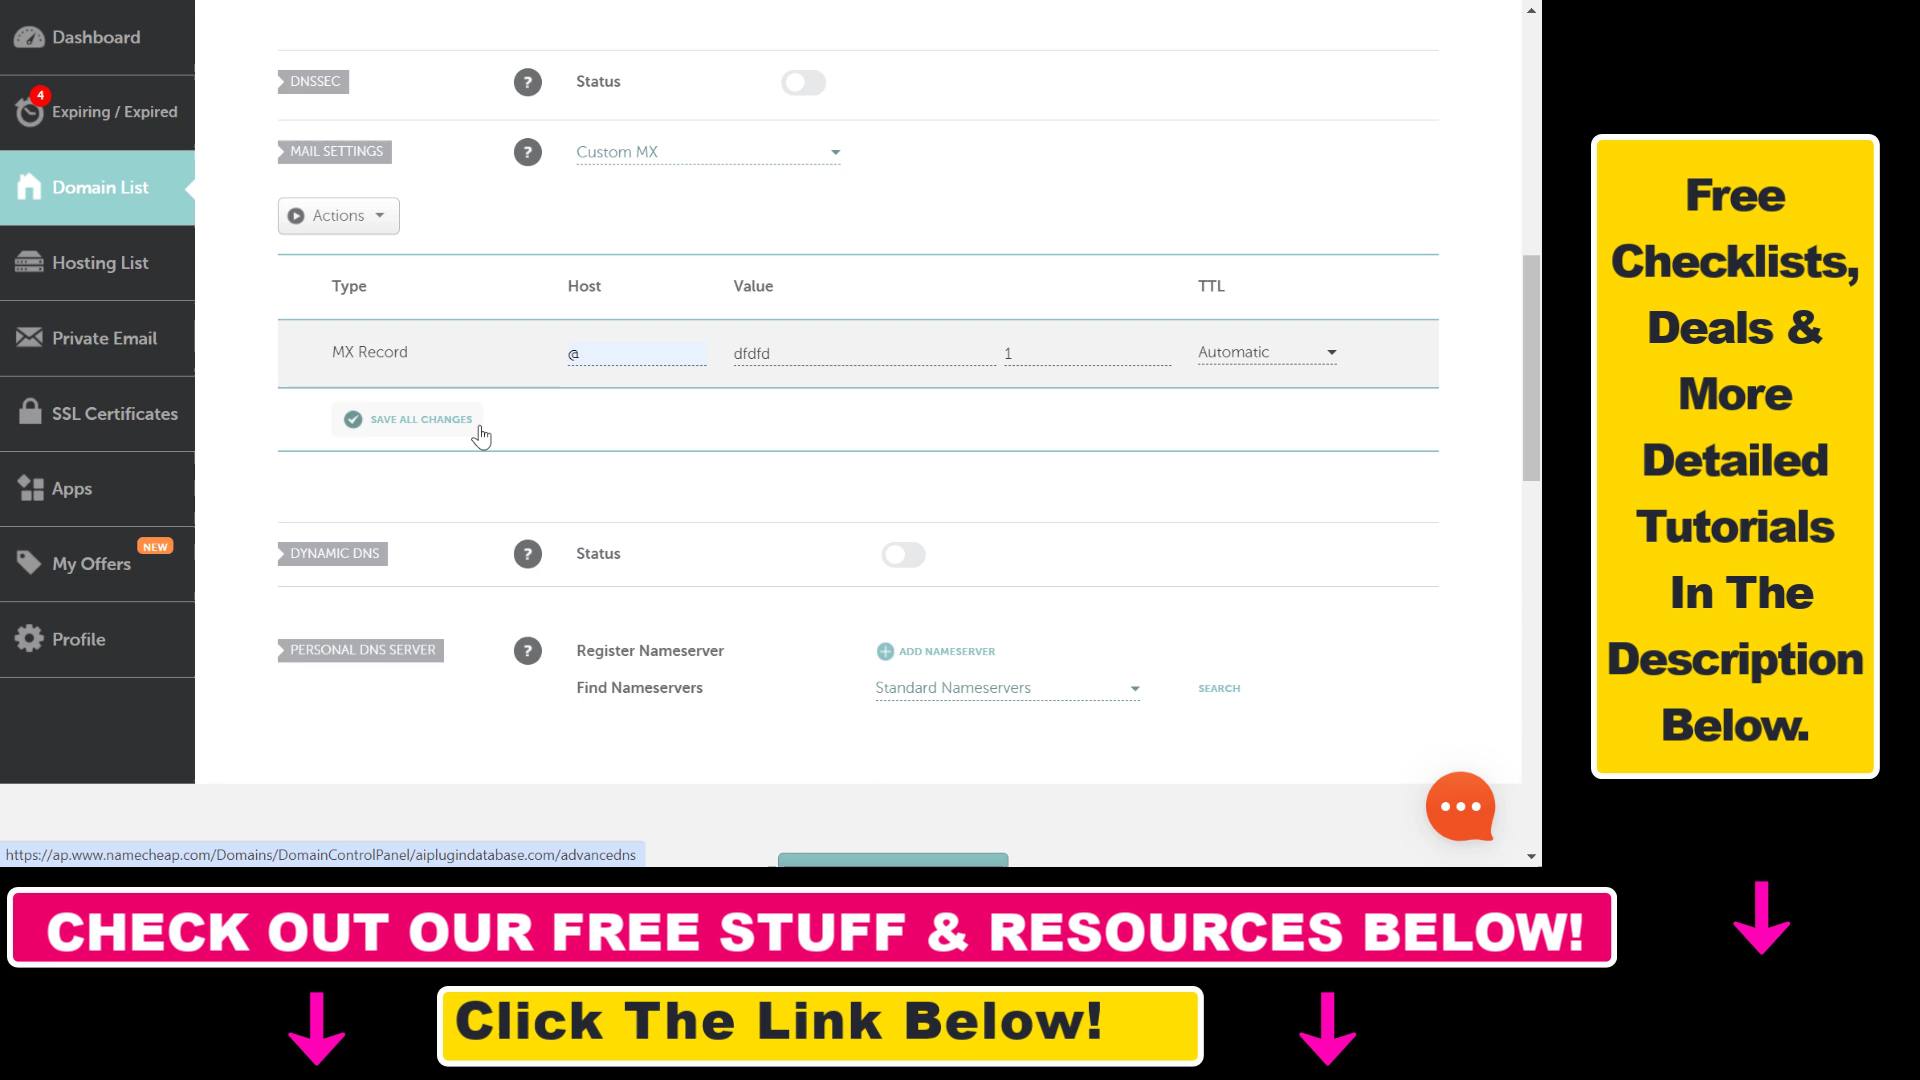 Dashboard
4
Expiring / Expired
Domain List
Hosting List
Private Email
SSL Certificates
Apps
NEW
My Offers
Profile
DNSSEC
?
Status
MAIL SETTINGS
?
Custom MX
Actions
Type Host Value TTL
MX Record @ dfdfd 1 Automatic
SAVE ALL CHANGES
DYNAMIC DNS
?
Status
PERSONAL DNS SERVER
?
Register Nameserver ADD NAMESERVER
Find Nameservers Standard Nameservers SEARCH
https://ap.www.namecheap.com/Domains/DomainControlPanel/aiplugindatabase.com/advancedns
Free
Checklists,
Deals &
More
Detailed
Tutorials
In The
Description
Below.
CHECK OUT OUR FREE STUFF & RESOURCES BELOW!
Click The Link Below!